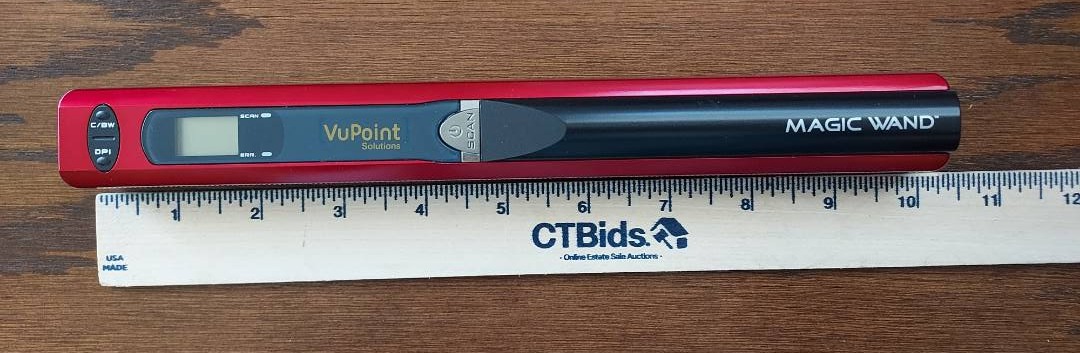 C/BW
DPI
SCAN
ERR.
VuPoint
Solutions
SCAN
MAGIC WAND™
1 2 3 4 5 6 7 8 9 10 11 12
CTBids.
· Online Estate Sale Auctions ·
USA
MADE